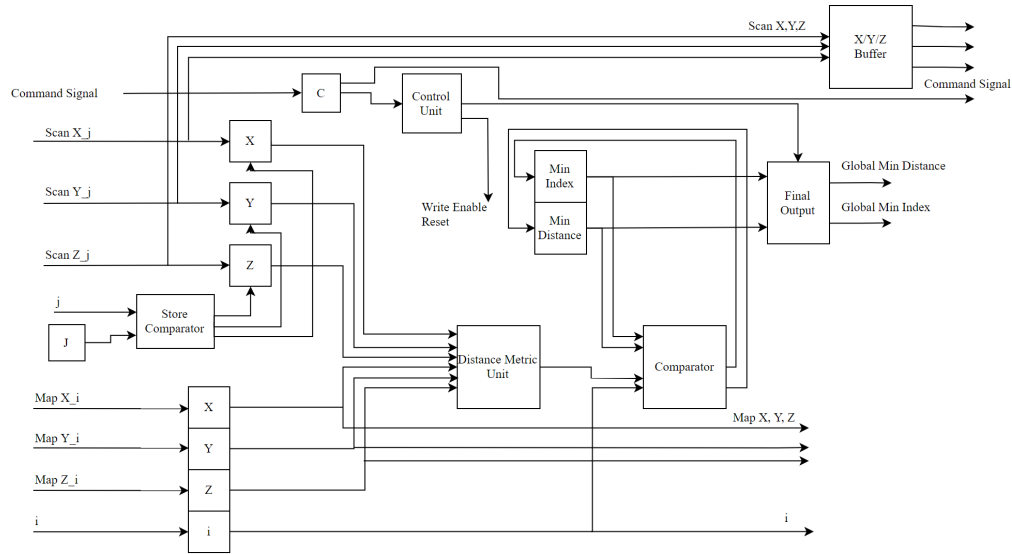 Scan X,Y,Z
X/Y/Z
Buffer
Command Signal
Command Signal
C
Control
Unit
Scan X_j
X
Min
Index
Global Min Distance
Scan Y_j
Y
Write Enable
Reset
Min
Distance
Final
Output
Global Min Index
Scan Z_j
Z
j
Store
Comparator
J
Distance Metric
Unit
Comparator
Map X_i
X
Map X, Y, Z
Map Y_i
Y
Map Z_i
Z
i
i
i